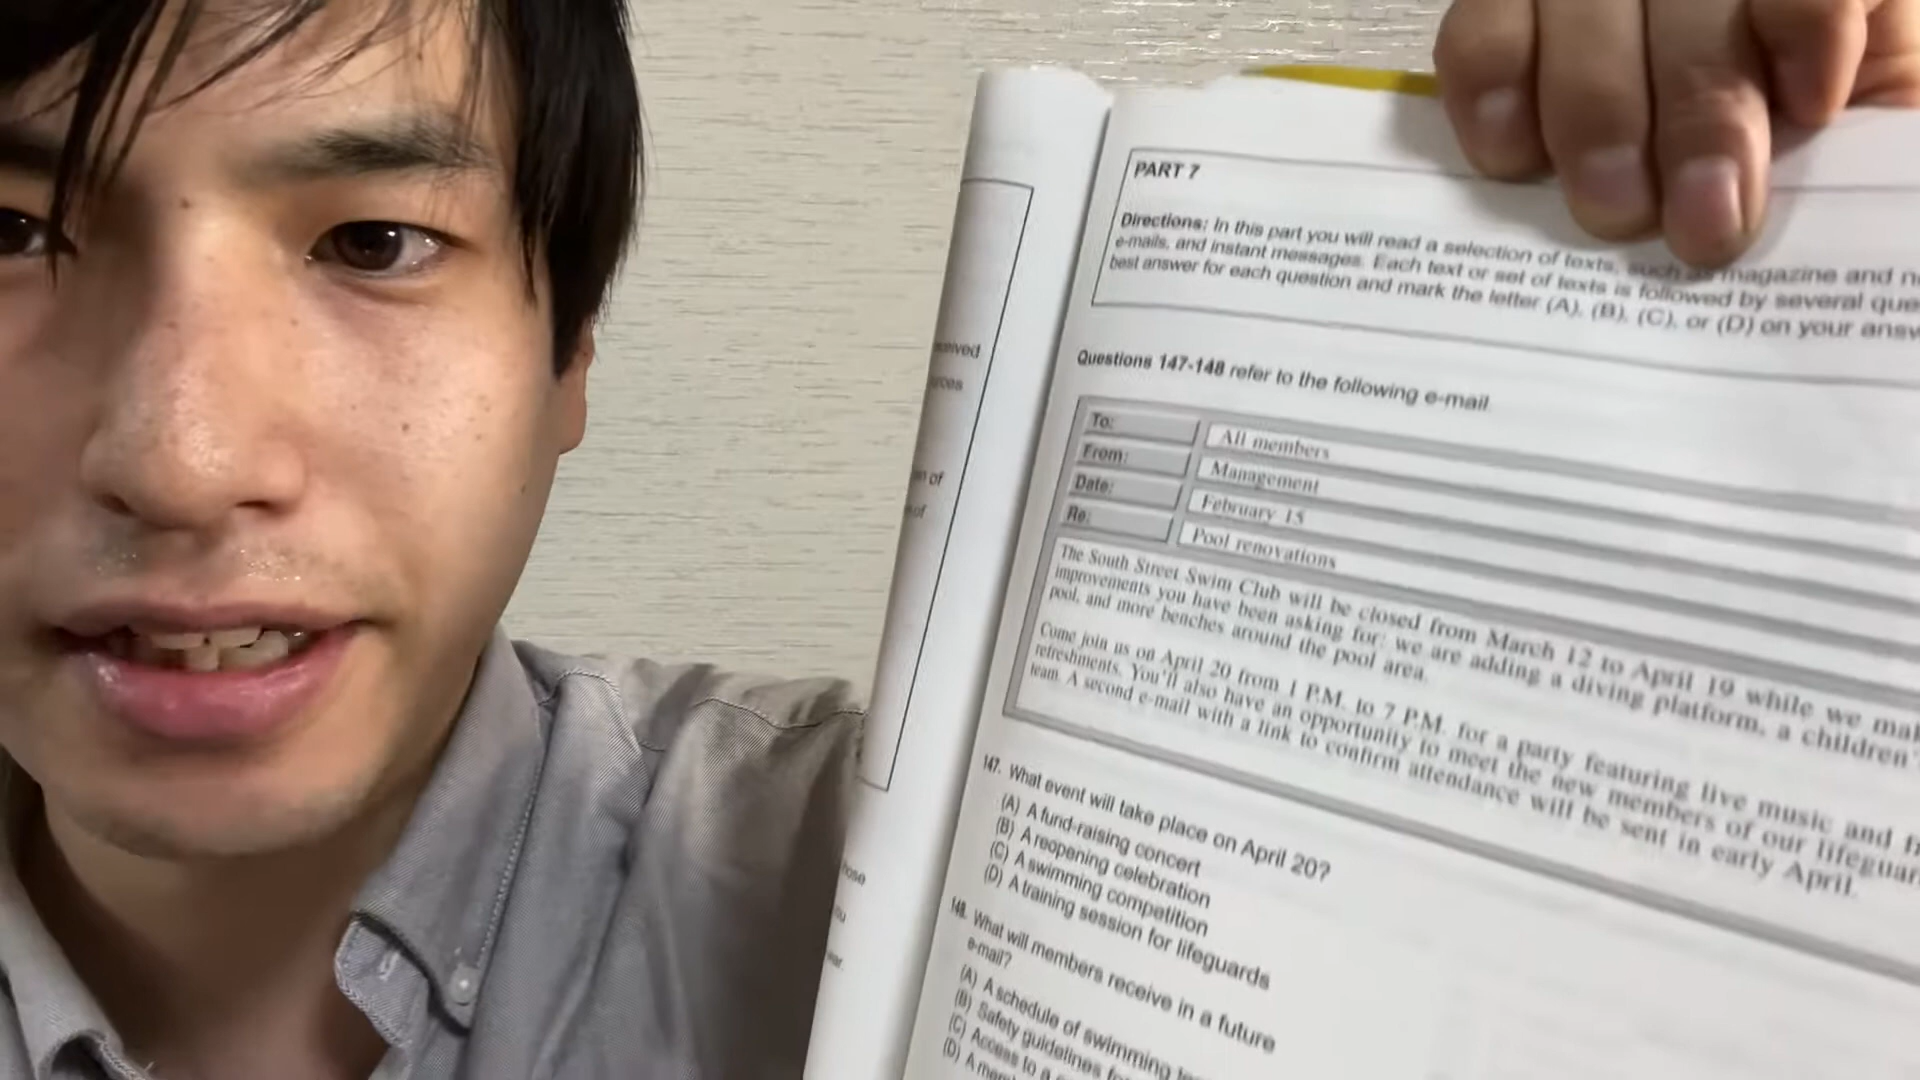 PART 7
Directions: In this part you will read a selection of texts, such as magazine and
e-mails, and instant messages. Each text or set of texts is followed by several
best answer for each question and mark the letter (A), (B), (C), or (D) on your
Questions 147-148 refer to the following e-mail.
To: All members
From: Management
Date: February 15
Re: Pool renovations
The South Street Swim Club will be closed from March 12 to April 19 while we
improvements you have been asking for: we are adding a diving platform, a children's
pool, and more benches around the pool area.
Come join us on April 20 from 1 P.M. to 7 P.M. for a party featuring live music and
refreshments. You'll also have an opportunity to meet the new members of our
team. A second e-mail with a link to confirm attendance will be sent in early April.
147. What event will take place on April 20?
(A) A fund-raising concert
(B) A reopening celebration
(C) A swimming competition
(D) A training session for lifeguards
148. What will members receive in a future
e-mail?
(A) A schedule of swimming
(B) Safety guidelines
(C) Access to a
(D) A
of
of